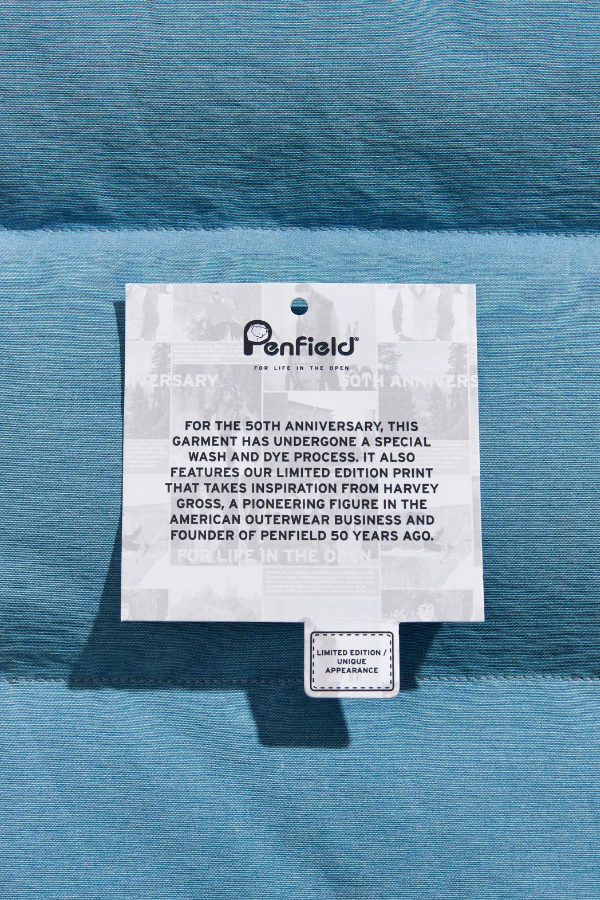 Penfield®
FOR LIFE IN THE OPEN
IVERSARY
50TH ANNIVERS
FOR THE 50TH ANNIVERSARY, THIS
GARMENT HAS UNDERGONE A SPECIAL
WASH AND DYE PROCESS. IT ALSO
FEATURES OUR LIMITED EDITION PRINT
THAT TAKES INSPIRATION FROM HARVEY
GROSS, A PIONEERING FIGURE IN THE
AMERICAN OUTERWEAR BUSINESS AND
FOUNDER OF PENFIELD 50 YEARS AGO.
FOR LIFE IN THE OPEN
LIMITED EDITION /
UNIQUE
APPEARANCE